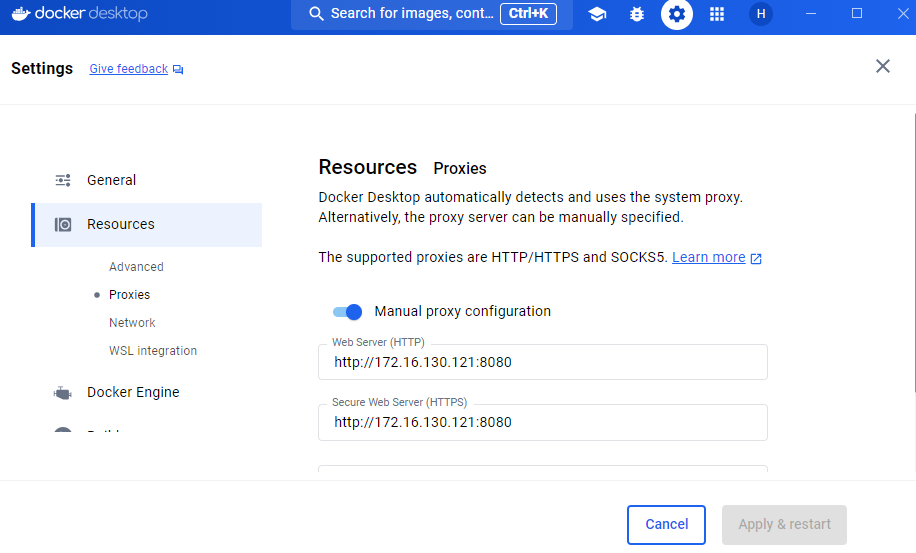 docker desktop
Search for images, cont... Ctrl+K
H
Settings Give feedback
General
Resources
Advanced
Proxies
Network
WSL integration
Docker Engine
Resources Proxies
Docker Desktop automatically detects and uses the system proxy.
Alternatively, the proxy server can be manually specified.
The supported proxies are HTTP/HTTPS and SOCKS5. Learn more
Manual proxy configuration
Web Server (HTTP)
http://172.16.130.121:8080
Secure Web Server (HTTPS)
http://172.16.130.121:8080
Cancel Apply & restart